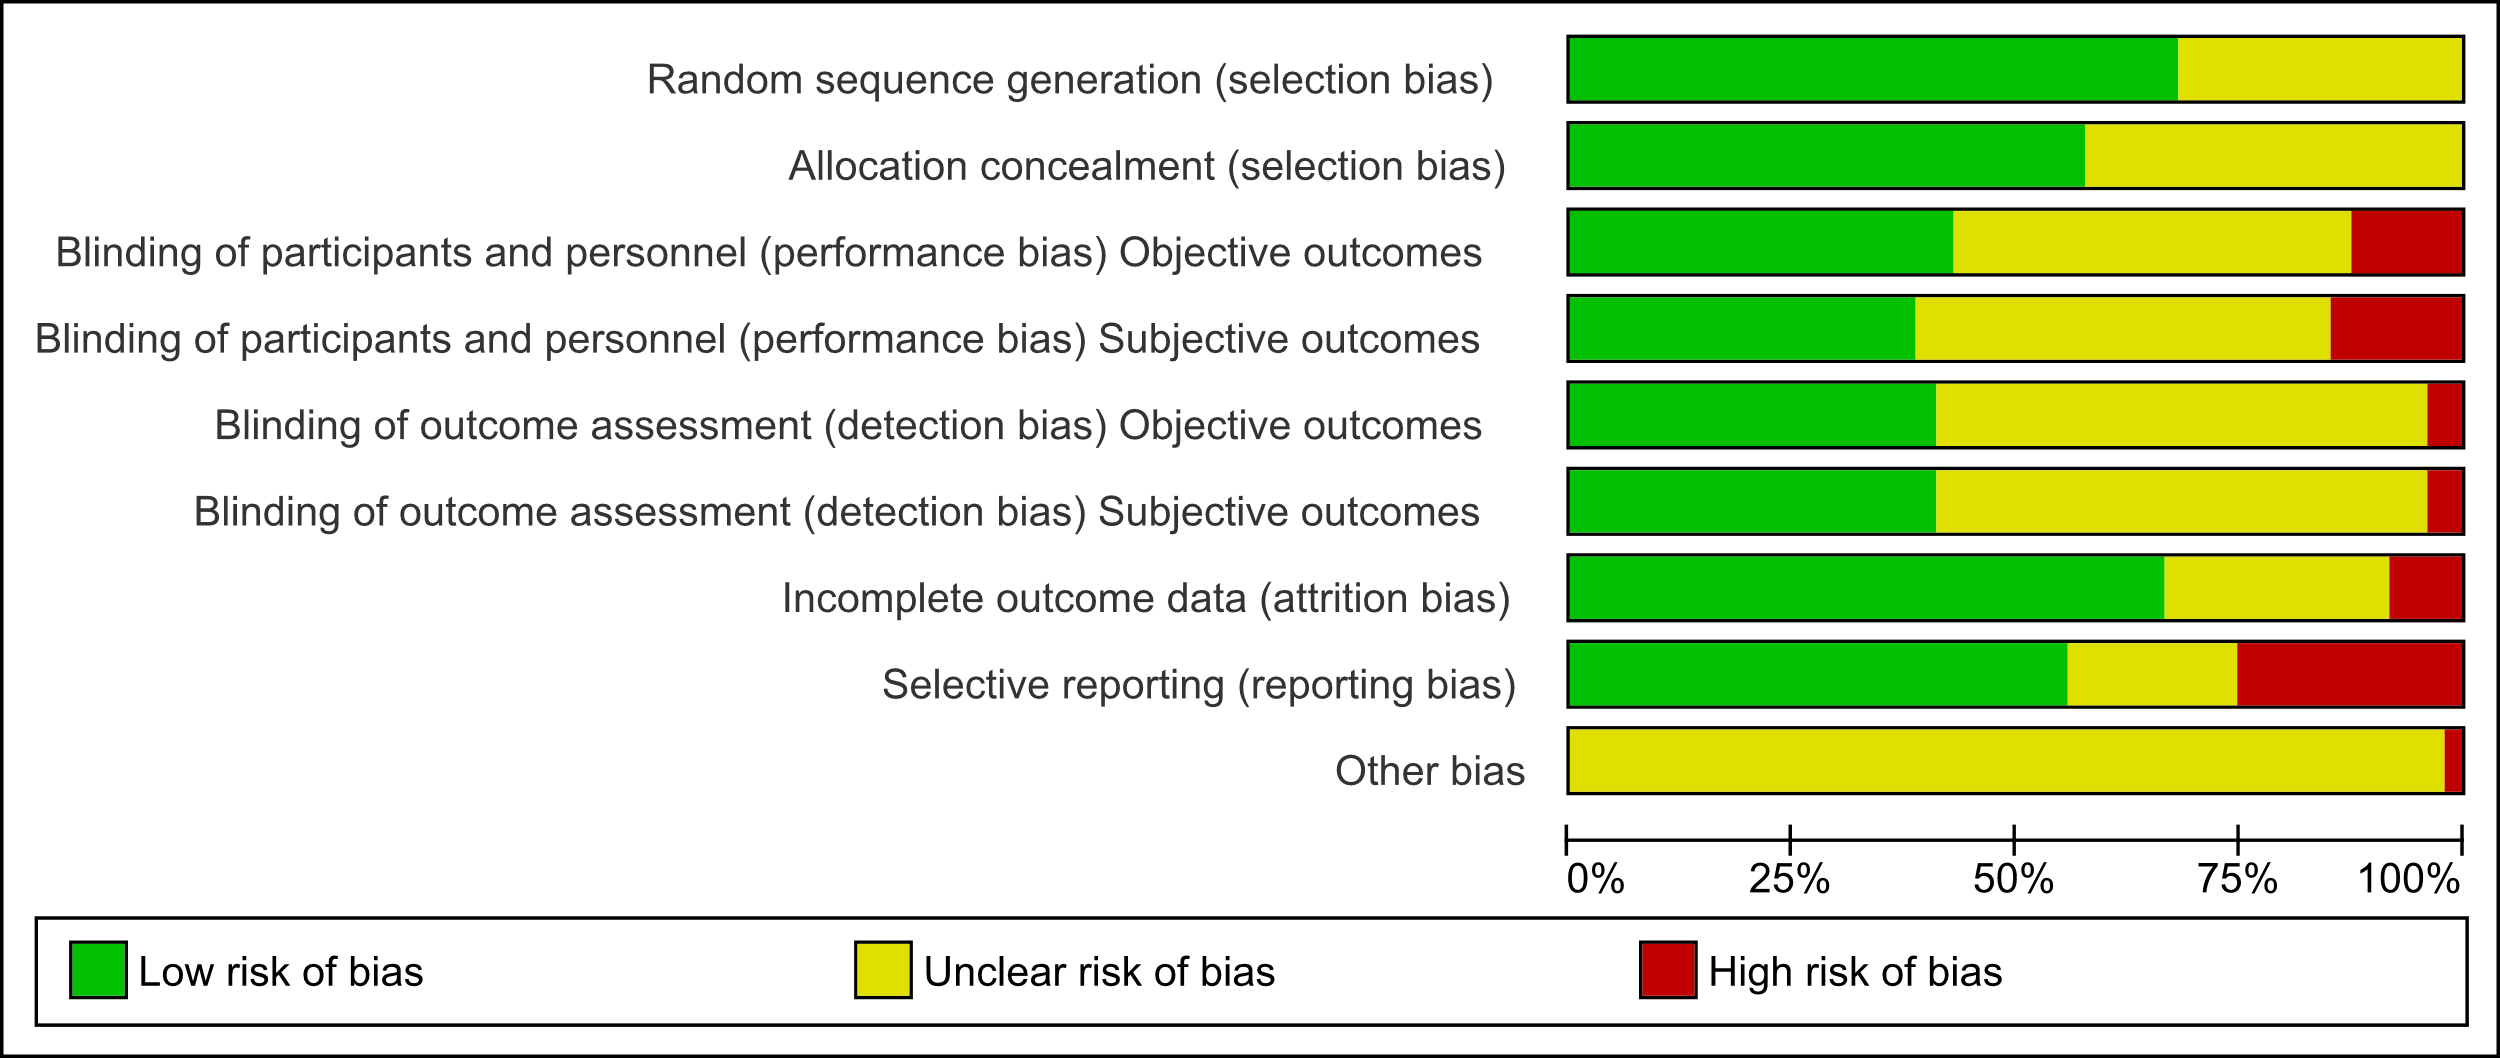 Random sequence generation (selection bias)
Allocation concealment (selection bias)
Blinding of participants and personnel (performance bias) Objective outcomes
Blinding of participants and personnel (performance bias) Subjective outcomes
Blinding of outcome assessment (detection bias) Objective outcomes
Blinding of outcome assessment (detection bias) Subjective outcomes
Incomplete outcome data (attrition bias)
Selective reporting (reporting bias)
Other bias
0% 25% 50% 75% 100%
Low risk of bias Unclear risk of bias High risk of bias